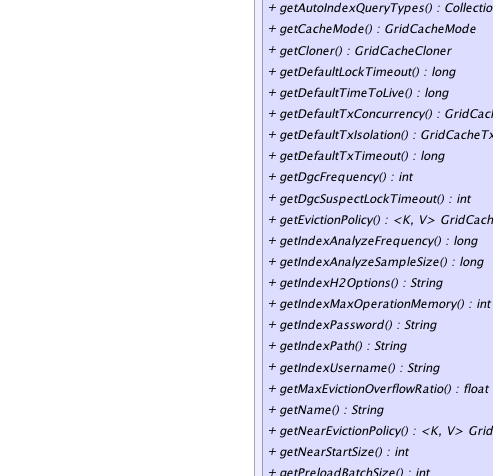 + getAutoIndexQueryTypes() : Collectio
+ getCacheMode() : GridCacheMode
+ getCloner() : GridCacheCloner
+ getDefaultLockTimeout() : long
+ getDefaultTimeToLive() : long
+ getDefaultTxConcurrency() : GridCach
+ getDefaultTxIsolation() : GridCacheTx
+ getDefaultTxTimeout() : long
+ getDgcFrequency() : int
+ getDgcSuspectLockTimeout() : int
+ getEvictionPolicy() : <K, V> GridCach
+ getIndexAnalyzeFrequency() : long
+ getIndexAnalyzeSampleSize() : long
+ getIndexH2Options() : String
+ getIndexMaxOperationMemory() : int
+ getIndexPassword() : String
+ getIndexPath() : String
+ getIndexUsername() : String
+ getMaxEvictionOverflowRatio() : float
+ getName() : String
+ getNearEvictionPolicy() : <K, V> Grid
+ getNearStartSize() : int
+ getPreloadBatchSize() : int